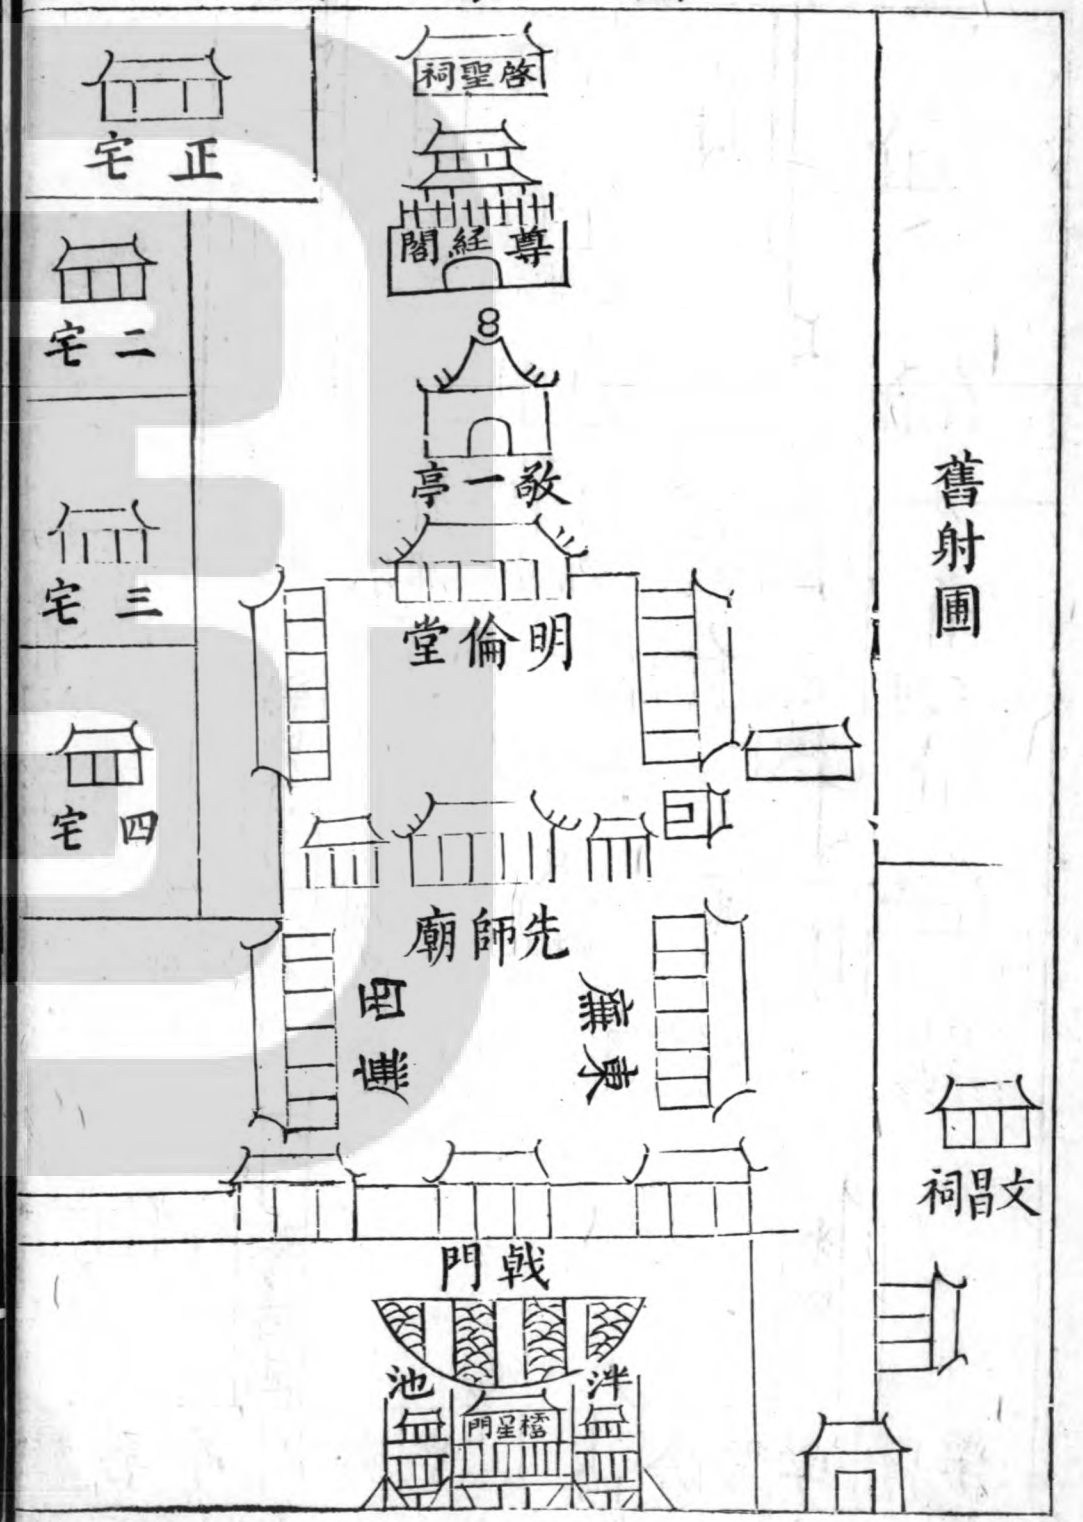 啓聖祠
尊經閣
敬一亭
明倫堂
先師廟
東廡
西廡
戟門
泮池
櫺星門
正宅
二宅
三宅
四宅
舊射圃
文昌祠